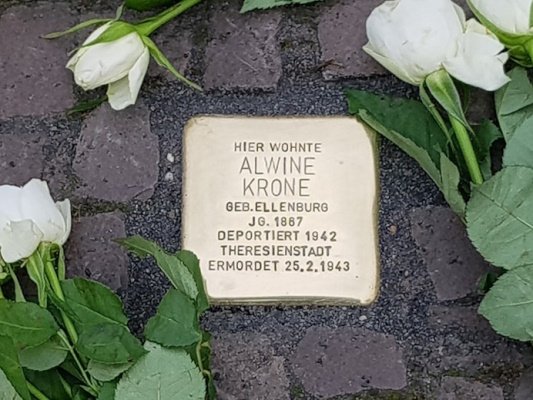 HIER WOHNTE
ALWINE
KRONE
GEB.ELLENBURG
JG. 1867
DEPORTIERT 1942
THERESIENSTADT
ERMORDET 25.2.1943